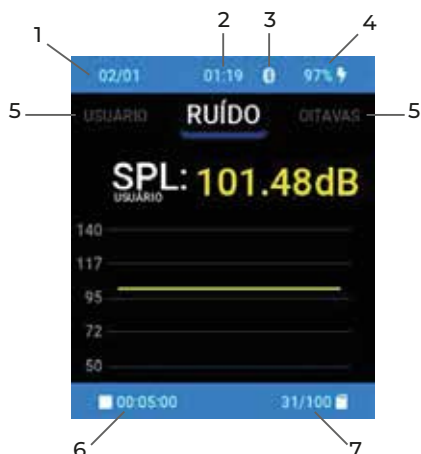 1 2 3 4
02/01 01:19 97%
5 USUÁRIO RUÍDO OITAVAS 5
SPL: 101.48dB
USUÁRIO
140
117
95
72
50
00:05:00 31/100
6 7